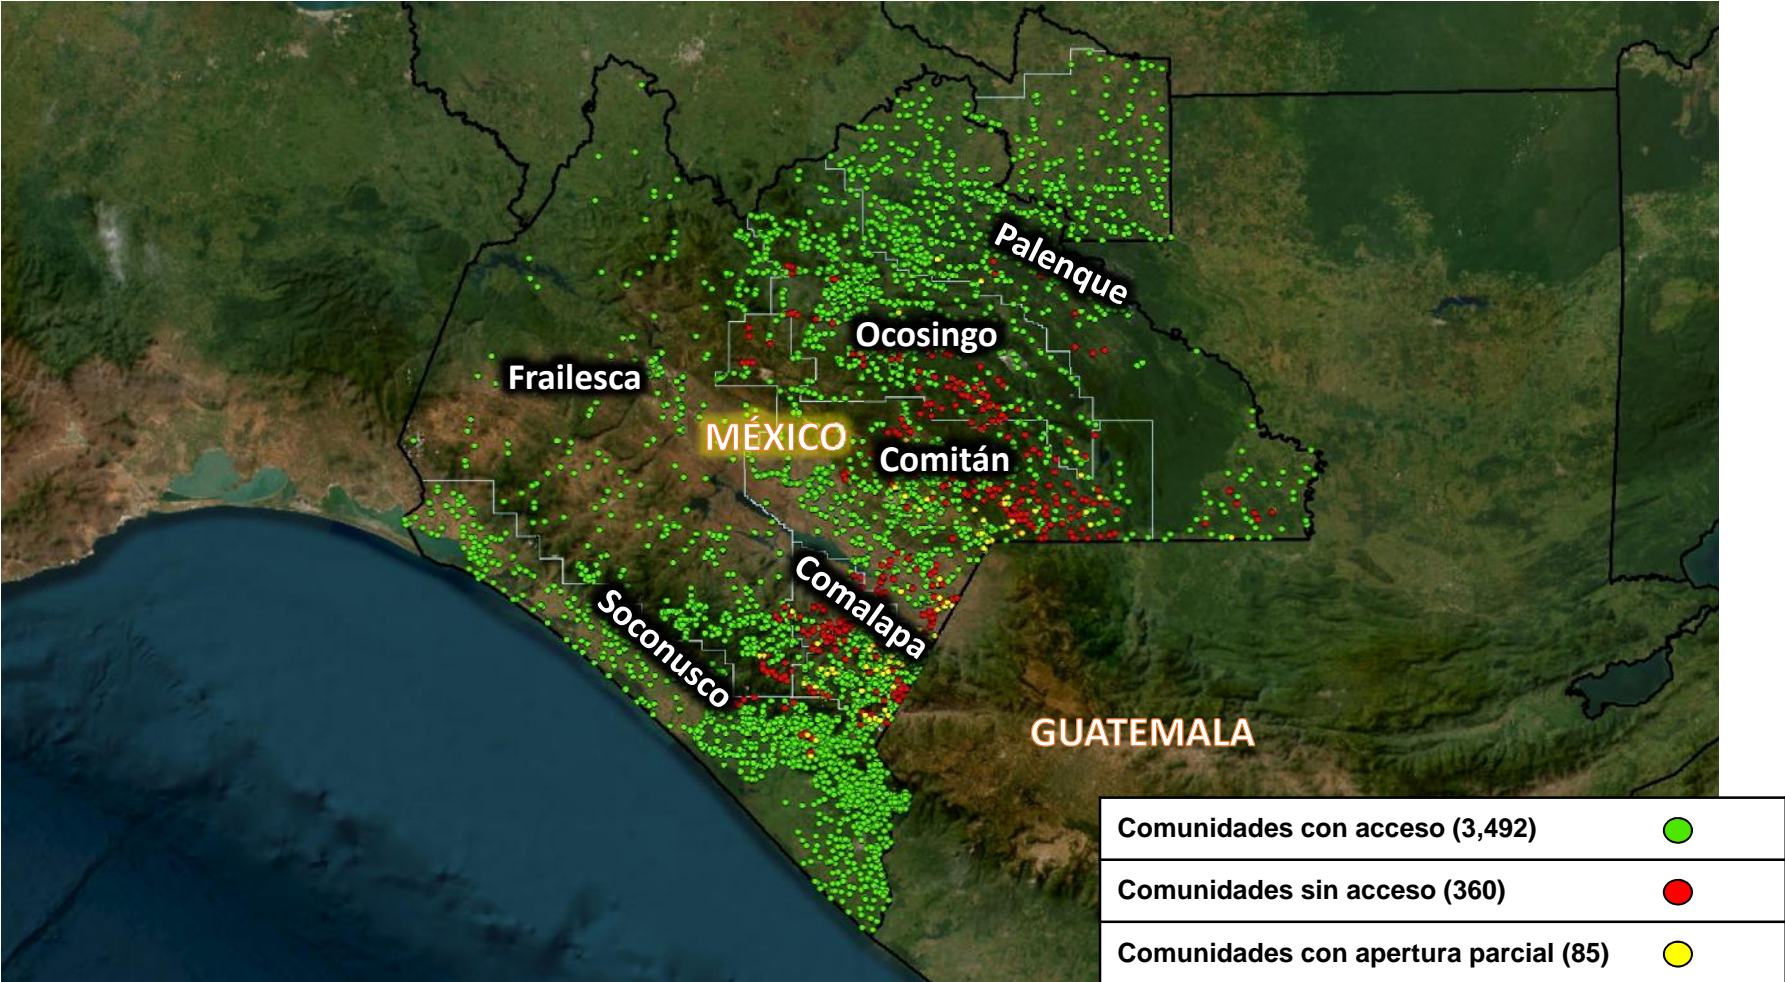 Palenque
Ocosingo
Frailesca
MÉXICO
Comitán
Comalapa
Soconusco
GUATEMALA
Comunidades con acceso (3,492)
Comunidades sin acceso (360)
Comunidades con apertura parcial (85)